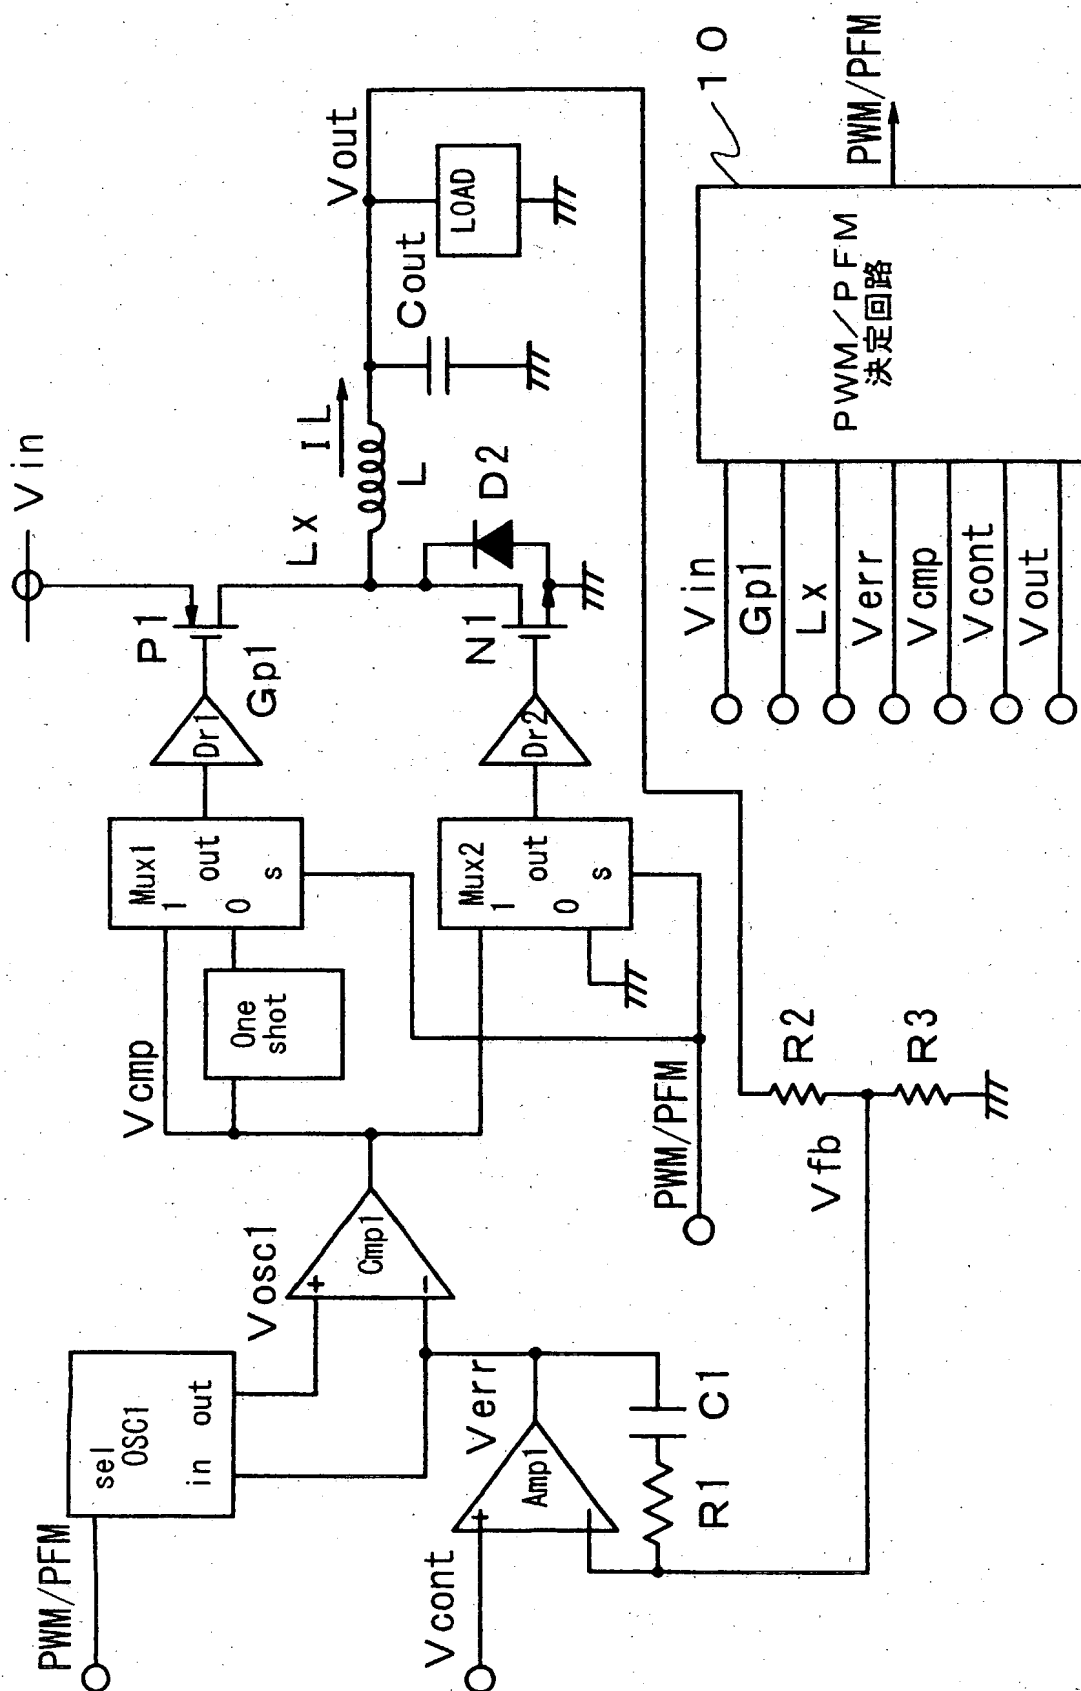 Vin
P1
Gp1
Dr1
Mux1
1
out
0
s
One
shot
Vcmp
Lx
IL
L
Vout
Cout
LOAD
D2
N1
Dr2
Mux2
1
out
0
s
PWM/PFM
Cmp1
+
-
Vosc1
sel
OSC1
in
out
PWM/PFM
Verr
Amp1
+
-
Vcont
R1
C1
Vfb
R2
R3
10
PWM/PFM
PWM/PFM
決定回路
Vin
Gp1
Lx
Verr
Vcmp
Vcont
Vout